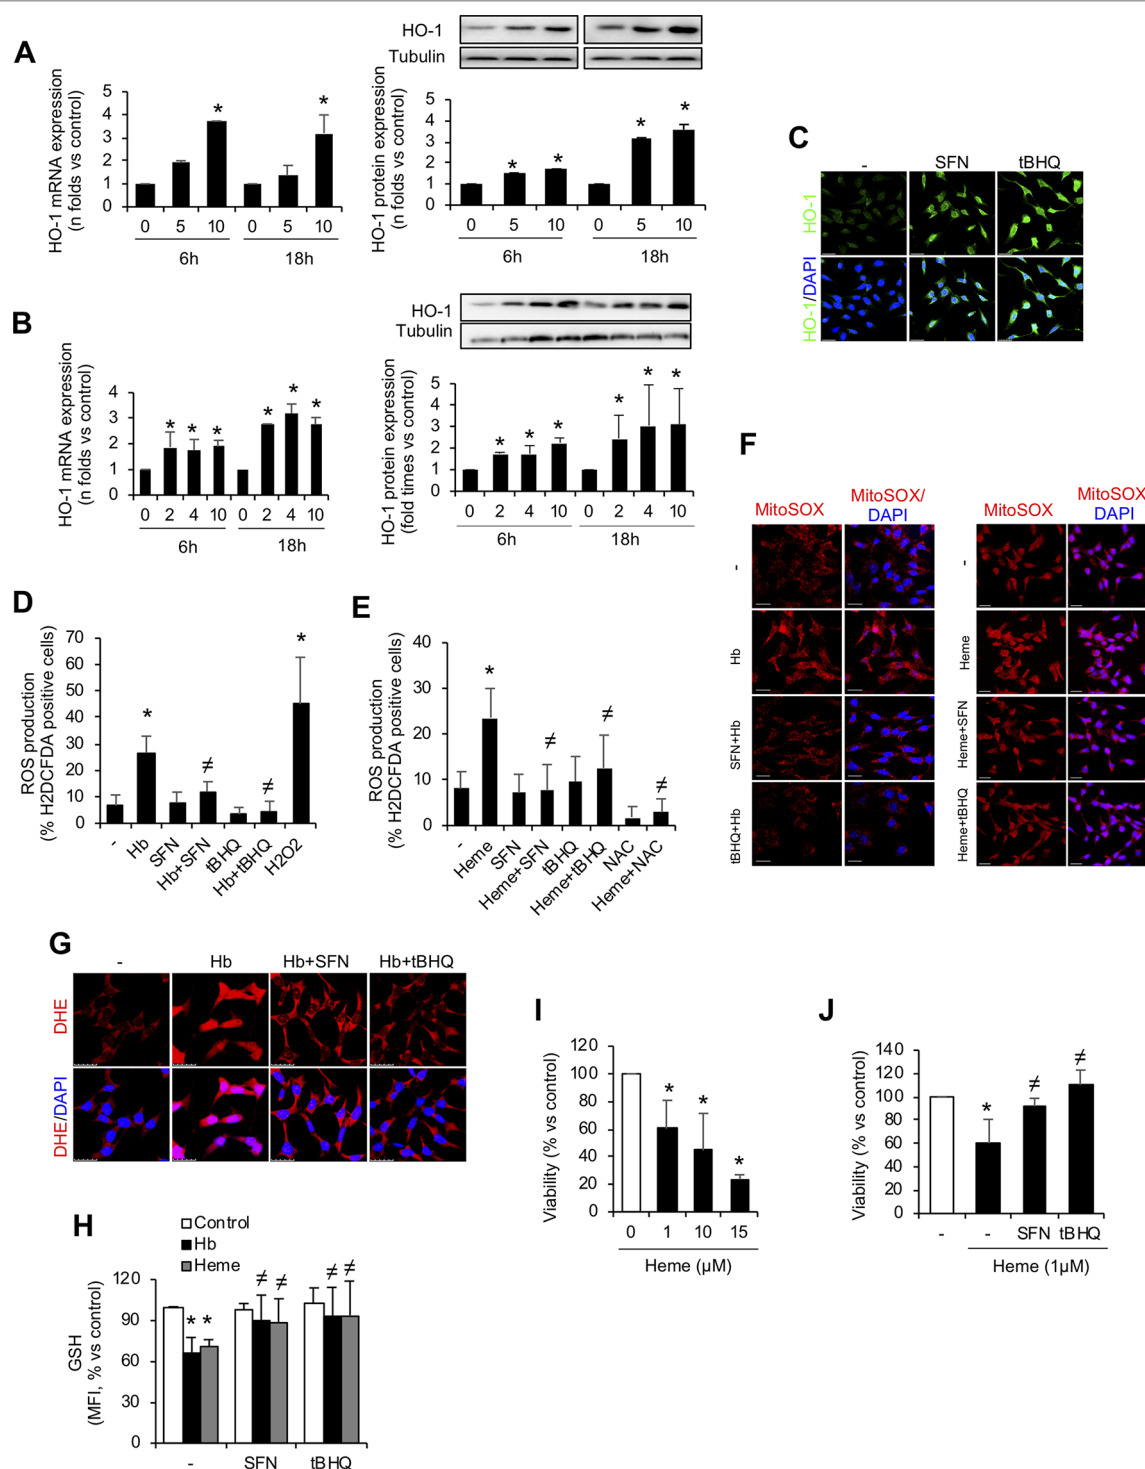 A
HO-1 mRNA expression
(n folds vs control)
5
4
3
2
1
0
*
*
0 5 10 0 5 10
6h 18h
HO-1
Tubulin
HO-1 protein expression
(n folds vs control)
5
4
3
2
1
0
* * * *
0 5 10 0 5 10
6h 18h
B
HO-1 mRNA expression
(n folds vs control)
4
3
2
1
0
* * * * * *
0 2 4 10 0 2 4 10
6h 18h
HO-1
Tubulin
HO-1 protein expression
(fold times vs control)
5
4
3
2
1
0
* * * * * *
0 2 4 10 0 2 4 10
6h 18h
C
- SFN tBHQ
HO-1
HO-1/DAPI
D
ROS production
(% H2DCFDA positive cells)
70
60
50
40
30
20
10
0
* ≠ ≠ *
-
Hb
SFN
Hb+SFN
tBHQ
Hb+tBHQ
H2O2
E
ROS production
(% H2DCFDA positive cells)
40
30
20
10
0
* ≠ ≠ ≠
-
Heme
SFN
Heme+SFN
tBHQ
Heme+tBHQ
NAC
Heme+NAC
F
MitoSOX
MitoSOX/
DAPI
-
Hb
SFN+Hb
tBHQ+Hb
MitoSOX
MitoSOX
DAPI
-
Heme
Heme+SFN
Heme+tBHQ
G
- Hb Hb+SFN Hb+tBHQ
DHE
DHE/DAPI
H
Control
Hb
Heme
GSH
(MFI, % vs control)
120
90
60
30
0
* * ≠ ≠ ≠ ≠
- SFN tBHQ
I
Viability (% vs control)
120
100
80
60
40
20
0
* * *
0 1 10 15
Heme (µM)
J
Viability (% vs control)
140
120
100
80
60
40
20
0
* ≠ ≠
- - SFN tBHQ
Heme (1µM)